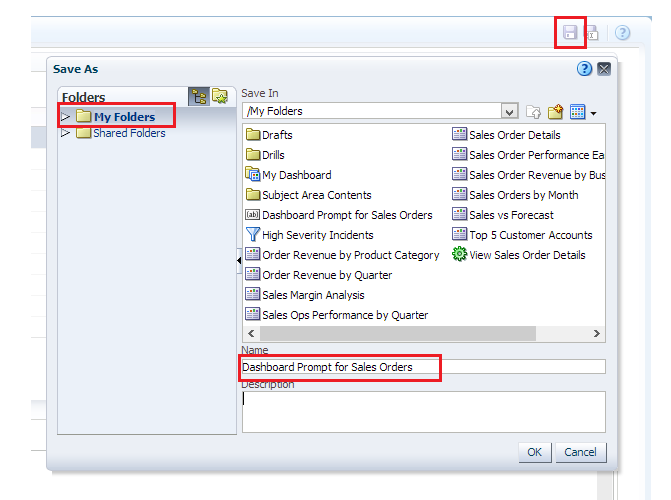 Save As
Folders
My Folders
Shared Folders
Save In
/My Folders
Drafts
Drills
My Dashboard
Subject Area Contents
Dashboard Prompt for Sales Orders
High Severity Incidents
Order Revenue by Product Category
Order Revenue by Quarter
Sales Margin Analysis
Sales Ops Performance by Quarter
Sales Order Details
Sales Order Performance Ea
Sales Order Revenue by Bus
Sales Orders by Month
Sales vs Forecast
Top 5 Customer Accounts
View Sales Order Details
Name
Dashboard Prompt for Sales Orders
Description
OK
Cancel